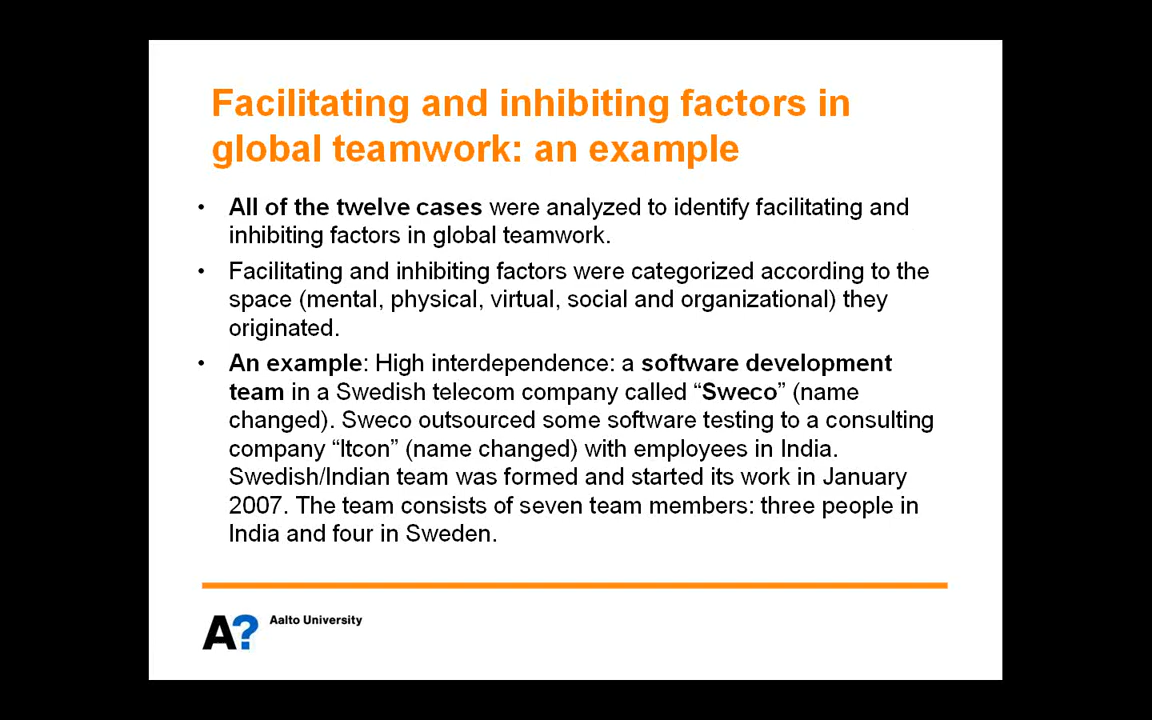 Facilitating and inhibiting factors in
global teamwork: an example
• All of the twelve cases were analyzed to identify facilitating and
inhibiting factors in global teamwork.
• Facilitating and inhibiting factors were categorized according to the
space (mental, physical, virtual, social and organizational) they
originated.
• An example: High interdependence: a software development
team in a Swedish telecom company called “Sweco” (name
changed). Sweco outsourced some software testing to a consulting
company “Itcon” (name changed) with employees in India.
Swedish/Indian team was formed and started its work in January
2007. The team consists of seven team members: three people in
India and four in Sweden.
A? Aalto University